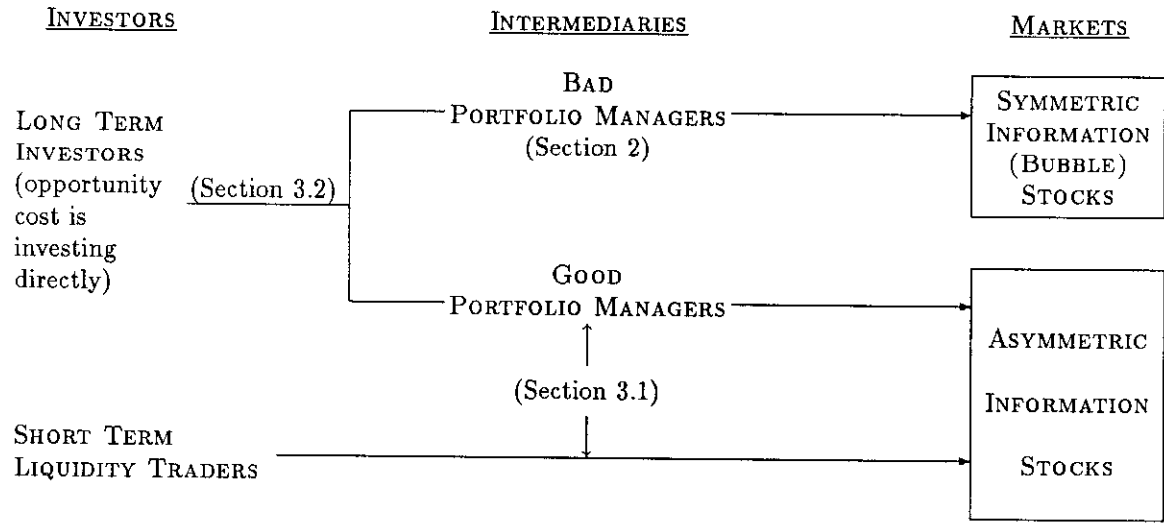 INVESTORS
INTERMEDIARIES
MARKETS
LONG TERM
INVESTORS
(opportunity
cost is
investing
directly)
(Section 3.2)
BAD
PORTFOLIO MANAGERS
(Section 2)
SYMMETRIC
INFORMATION
(BUBBLE)
STOCKS
GOOD
PORTFOLIO MANAGERS
(Section 3.1)
SHORT TERM
LIQUIDITY TRADERS
ASYMMETRIC
INFORMATION
STOCKS